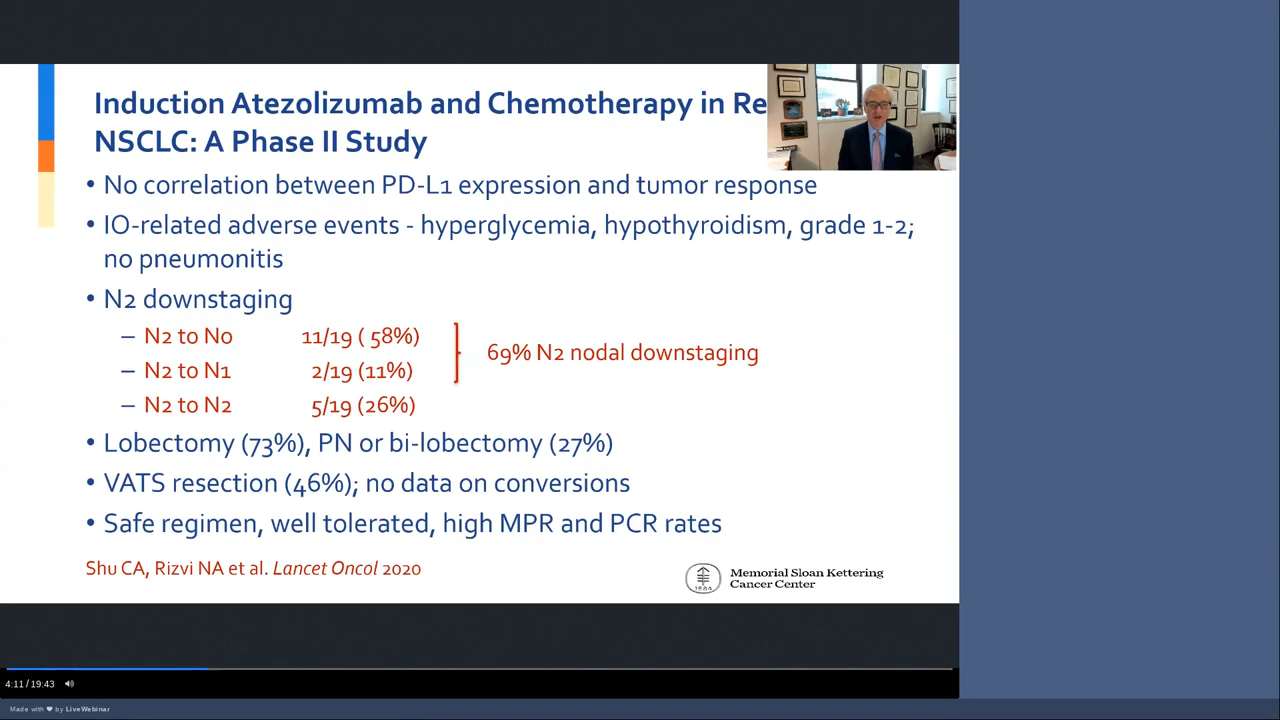 Induction Atezolizumab and Chemotherapy in Re
NSCLC: A Phase II Study
• No correlation between PD-L1 expression and tumor response
• IO-related adverse events - hyperglycemia, hypothyroidism, grade 1-2;
no pneumonitis
• N2 downstaging
– N2 to N0 11/19 ( 58%)
69% N2 nodal downstaging
– N2 to N1 2/19 (11%)
– N2 to N2 5/19 (26%)
• Lobectomy (73%), PN or bi-lobectomy (27%)
• VATS resection (46%); no data on conversions
• Safe regimen, well tolerated, high MPR and PCR rates
Shu CA, Rizvi NA et al. Lancet Oncol 2020
1884
Memorial Sloan Kettering
Cancer Center
4:11 / 19:43
Made with ❤ by LiveWebinar